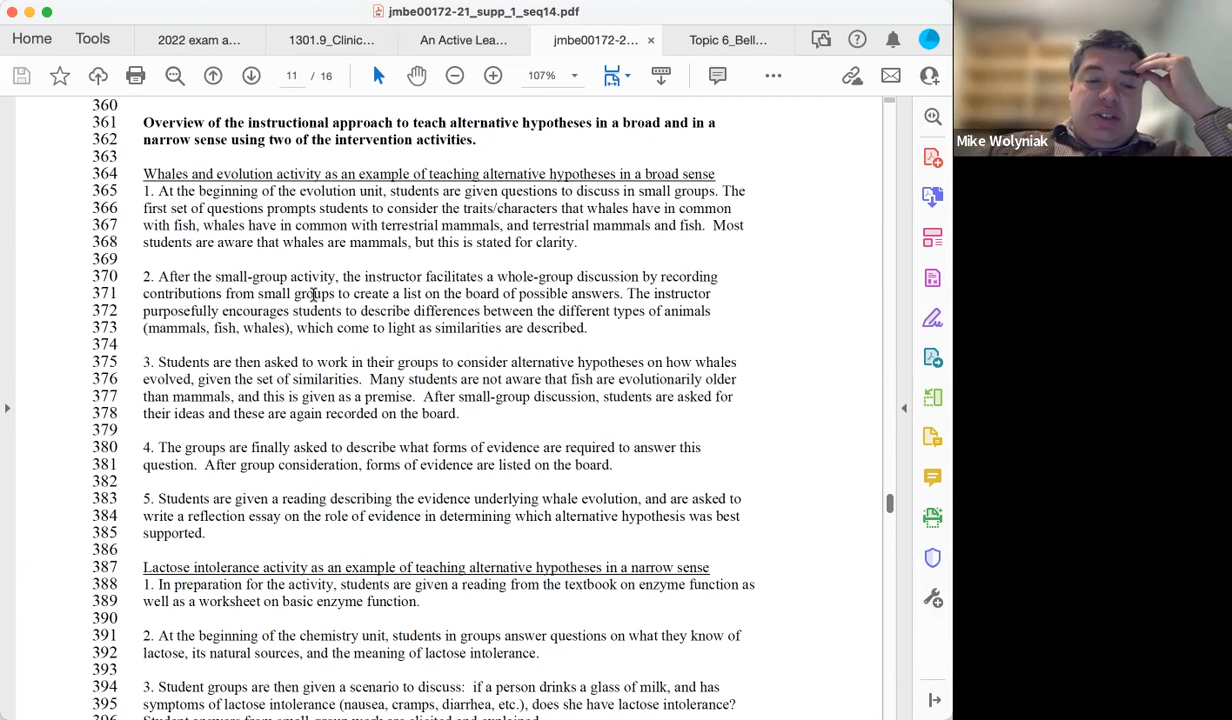 jmbe00172-21_supp_1_seq14.pdf
Home
Tools
2022 exam a...
1301.9_Clinic...
An Active Lea...
jmbe00172-2...
Topic 6_Bell...
11 / 16
107%
Mike Wolyniak
360
361 Overview of the instructional approach to teach alternative hypotheses in a broad and in a
362 narrow sense using two of the intervention activities.
363
364 Whales and evolution activity as an example of teaching alternative hypotheses in a broad sense
365 1. At the beginning of the evolution unit, students are given questions to discuss in small groups. The
366 first set of questions prompts students to consider the traits/characters that whales have in common
367 with fish, whales have in common with terrestrial mammals, and terrestrial mammals and fish. Most
368 students are aware that whales are mammals, but this is stated for clarity.
369
370 2. After the small-group activity, the instructor facilitates a whole-group discussion by recording
371 contributions from small groups to create a list on the board of possible answers. The instructor
372 purposefully encourages students to describe differences between the different types of animals
373 (mammals, fish, whales), which come to light as similarities are described.
374
375 3. Students are then asked to work in their groups to consider alternative hypotheses on how whales
376 evolved, given the set of similarities. Many students are not aware that fish are evolutionarily older
377 than mammals, and this is given as a premise. After small-group discussion, students are asked for
378 their ideas and these are again recorded on the board.
379
380 4. The groups are finally asked to describe what forms of evidence are required to answer this
381 question. After group consideration, forms of evidence are listed on the board.
382
383 5. Students are given a reading describing the evidence underlying whale evolution, and are asked to
384 write a reflection essay on the role of evidence in determining which alternative hypothesis was best
385 supported.
386
387 Lactose intolerance activity as an example of teaching alternative hypotheses in a narrow sense
388 1. In preparation for the activity, students are given a reading from the textbook on enzyme function as
389 well as a worksheet on basic enzyme function.
390
391 2. At the beginning of the chemistry unit, students in groups answer questions on what they know of
392 lactose, its natural sources, and the meaning of lactose intolerance.
393
394 3. Student groups are then given a scenario to discuss: if a person drinks a glass of milk, and has
395 symptoms of lactose intolerance (nausea, cramps, diarrhea, etc.), does she have lactose intolerance?
396 Student answers from small-group work are elicited and explained.